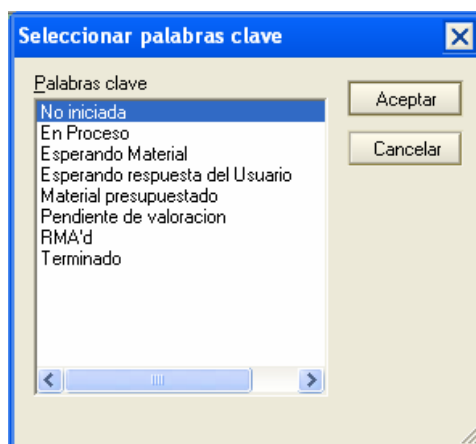 Seleccionar palabras clave
Palabras clave
No iniciada
En Proceso
Esperando Material
Esperando respuesta del Usuario
Material presupuestado
Pendiente de valoracion
RMA'd
Terminado
Aceptar
Cancelar